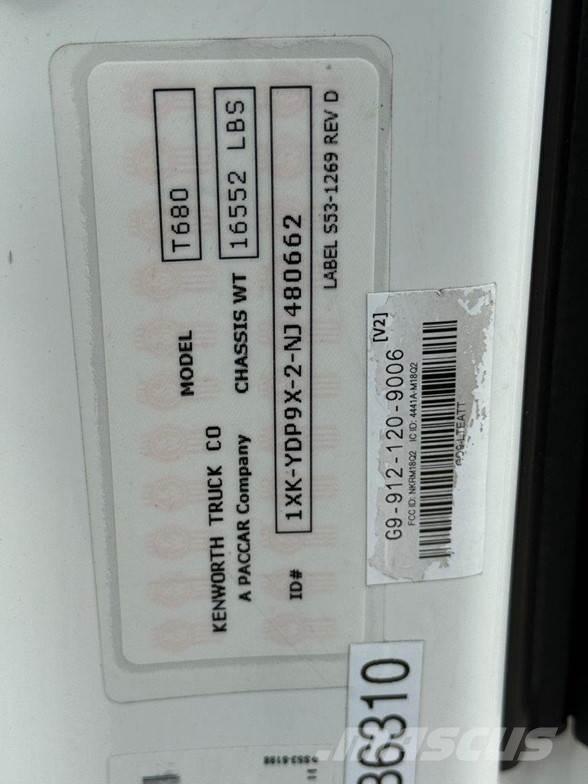 KENWORTH TRUCK CO
A PACCAR Company
MODEL T680
CHASSIS WT 16552 LBS
ID# 1XK-YDP9X-2-NJ480662
LABEL S53-1269 REV D
[V2]
G9-912-120-9006
FCC ID: NKRM18Q2 IC ID: 4441A-M18Q2
36310
MASCUS